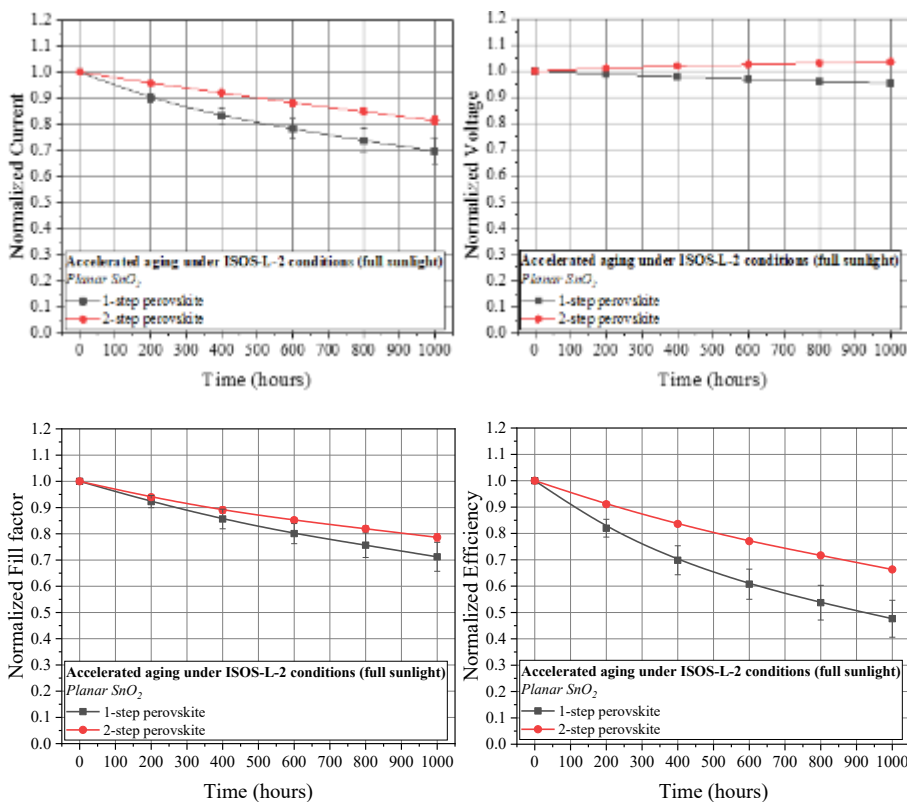 1.2
1.1
1.0
0.9
0.8
0.7
0.6
0.5
0.4
0.3
0.2
0.1
0.0
Normalized Current
Accelerated aging under ISOS-L-2 conditions (full sunlight)
Planar SnO2
1-step perovskite
2-step perovskite
0 100 200 300 400 500 600 700 800 900 1000
Time (hours)
1.2
1.1
1.0
0.9
0.8
0.7
0.6
0.5
0.4
0.3
0.2
0.1
0.0
Normalized Voltage
Accelerated aging under ISOS-L-2 conditions (full sunlight)
Planar SnO2
1-step perovskite
2-step perovskite
0 100 200 300 400 500 600 700 800 900 1000
Time (hours)
1.2
1.1
1.0
0.9
0.8
0.7
0.6
0.5
0.4
0.3
0.2
0.1
0.0
Normalized Fill factor
Accelerated aging under ISOS-L-2 conditions (full sunlight)
Planar SnO2
1-step perovskite
2-step perovskite
0 100 200 300 400 500 600 700 800 900 1000
Time (hours)
1.2
1.1
1.0
0.9
0.8
0.7
0.6
0.5
0.4
0.3
0.2
0.1
0.0
Normalized Efficiency
Accelerated aging under ISOS-L-2 conditions (full sunlight)
Planar SnO2
1-step perovskite
2-step perovskite
0 100 200 300 400 500 600 700 800 900 1000
Time (hours)